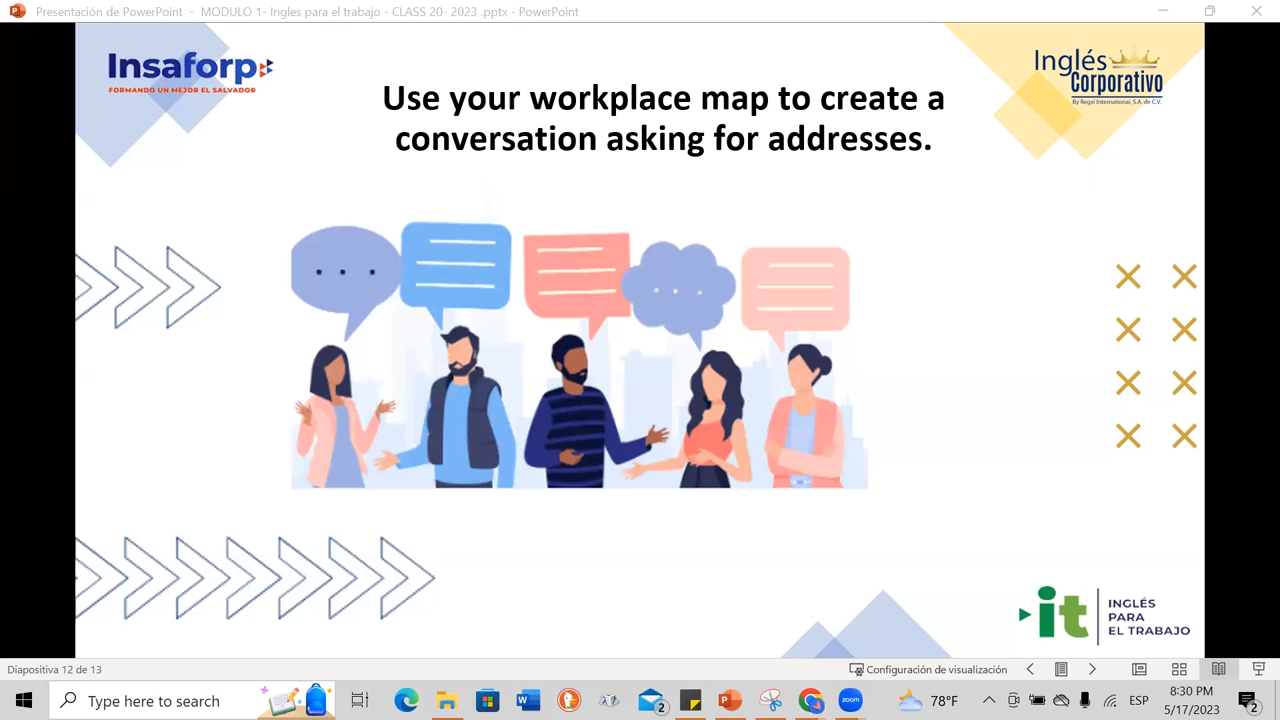 Presentación de PowerPoint - MODULO 1- Ingles para el trabajo - CLASS 20- 2023 .pptx - PowerPoint
Insaforp
FORMANDO UN MEJOR EL SALVADOR
Inglés
Corporativo
By Regal International, S.A. de C.V.
Use your workplace map to create a
conversation asking for addresses.
it
INGLÉS
PARA
EL TRABAJO
Diapositiva 12 de 13
Configuración de visualización
Type here to search
W
2
P
zoom
78°F
ESP
8:30 PM
5/17/2023
2